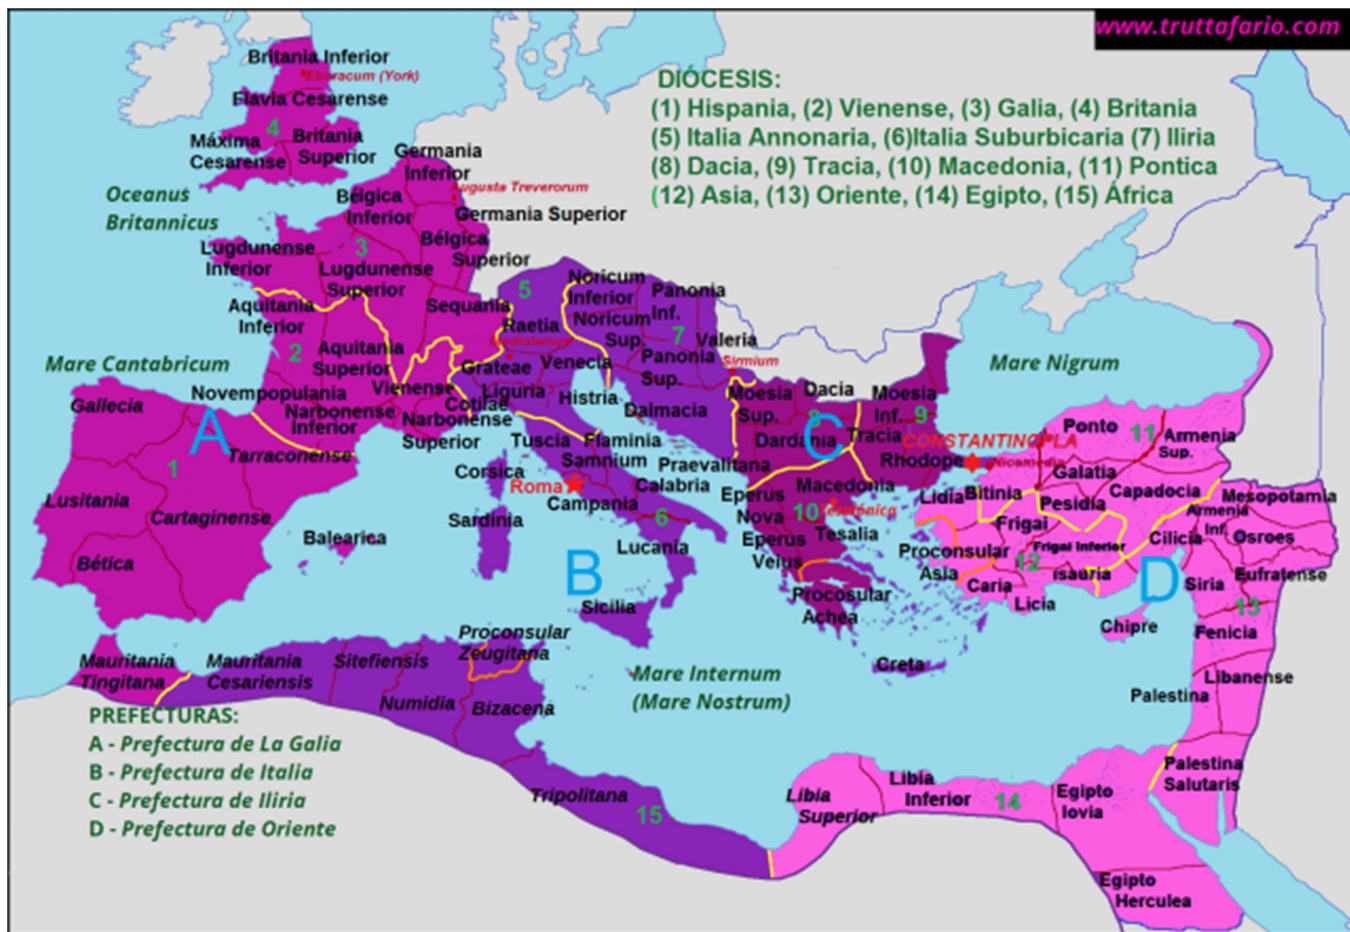 www.truttafario.com
DIÓCESIS:
(1) Hispania, (2) Vienense, (3) Galia, (4) Britania
(5) Italia Annonaria, (6)Italia Suburbicaria (7) Iliria
(8) Dacia, (9) Tracia, (10) Macedonia, (11) Pontica
(12) Asia, (13) Oriente, (14) Egipto, (15) África
Britania Inferior
Eboracum (York)
Flavia Cesarense
4
Máxima
Cesarense
Britania
Superior
Germania
Inferior
Augusta Treverorum
Oceanus
Britannicus
Bélgica
Inferior
Germania Superior
Lugdunense
Inferior
3
Bélgica
Superior
Lugdunense
Superior
Aquitania
Inferior
Sequania
5
Raetia
Mediolanum
Noricum
Inferior
Noricum
Sup.
Panonia
Inf.
7
Valeria
Panonia
Sup.
Sirmium
Mare Nigrum
Mare Cantabricum
2
Aquitania
Superior
Grateae
Venecia
Vienense
Liguria
Histria
Cotilae
Dalmacia
Novempopulania
Narbonense
Inferior
Narbonense
Superior
Gallecia
A
Tarraconense
1
Lusitania
Cartaginense
Bética
Balearica
Moesia
Sup.
Dacia
8
Moesia
Inf.
9
C
Dardania
Tracia
CONSTANTINOPLA
Rhodope
Nicomedia
Ponto
11
Armenia
Sup.
Galatia
Tuscia
Flaminia
Samnium
Corsica
Roma
Campania
Praevalitana
Calabria
Sardinia
6
Lucania
Eperus
Nova
Macedonia
10
Tesalónica
Tesalia
Eperus
Veius
Lidia
Bitinia
Pesidia
Capadocia
Mesopotamia
Armenia
Inf.
Frigai
Cilicia
Osroes
Proconsular
Asia
12
Frigai Inferior
Isauria
Caria
Licia
D
Siria
Eufratense
13
B
Sicilia
Procosular
Achea
Chipre
Fenicia
Creta
Libanense
Palestina
Mauritania
Tingitana
Mauritania
Cesariensis
Sitefiensis
Proconsular
Zeugitana
Numidia
Bizacena
Mare Internum
(Mare Nostrum)
PREFECTURAS:
A - Prefectura de La Galia
B - Prefectura de Italia
C - Prefectura de Iliria
D - Prefectura de Oriente
Tripolitana
15
Libia
Superior
Libia
Inferior
14
Egipto
Iovia
Palestina
Salutaris
Egipto
Herculea